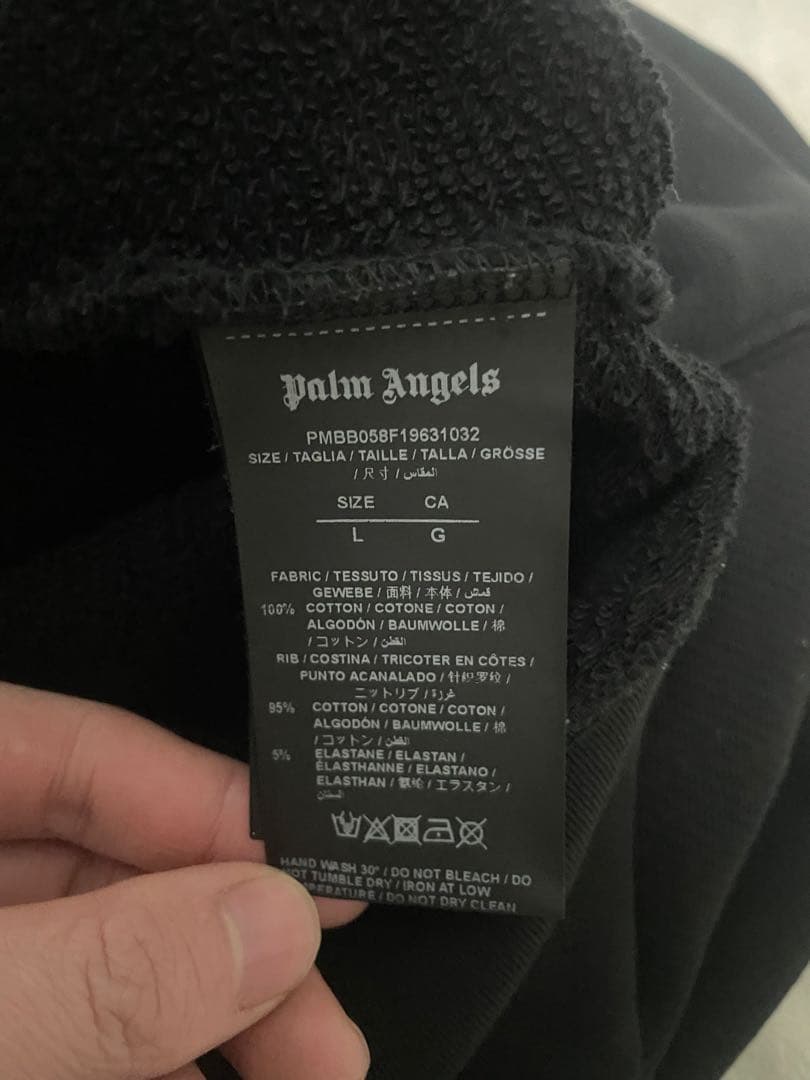 Palm Angels
PMBB058F19631032
SIZE / TAGLIA / TAILLE / TALLA / GRÖSSE
/ 尺寸 / المقاس
SIZE CA
L G
FABRIC / TESSUTO / TISSUS / TEJIDO /
GEWEBE / 面料 / 本体 / قماش
100% COTTON / COTONE / COTON /
ALGODÓN / BAUMWOLLE / 棉
/ コットン / القطن
RIB / COSTINA / TRICOTER EN CÔTES /
PUNTO ACANALADO / 针织罗纹 /
ニットリブ /
95% COTTON / COTONE / COTON /
ALGODÓN / BAUMWOLLE / 棉
/ コットン / القطن
5% ELASTANE / ELASTAN /
ÉLASTHANNE / ELASTANO /
ELASTHAN / エラスタン /
HAND WASH 30° / DO NOT BLEACH / DO
NOT TUMBLE DRY / IRON AT LOW
TEMPERATURE / DO NOT DRY CLEAN